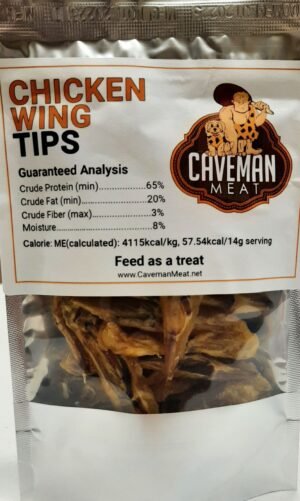 CHICKEN
WING
TIPS
CAVEMAN
MEAT
Guaranteed Analysis
Crude Protein (min)......................65%
Crude Fat (min)............................20%
Crude Fiber (max).........................3%
Moisture.......................................8%
Calorie: ME(calculated): 4115kcal/kg, 57.54kcal/14g serving
Feed as a treat
www.CavemanMeat.net